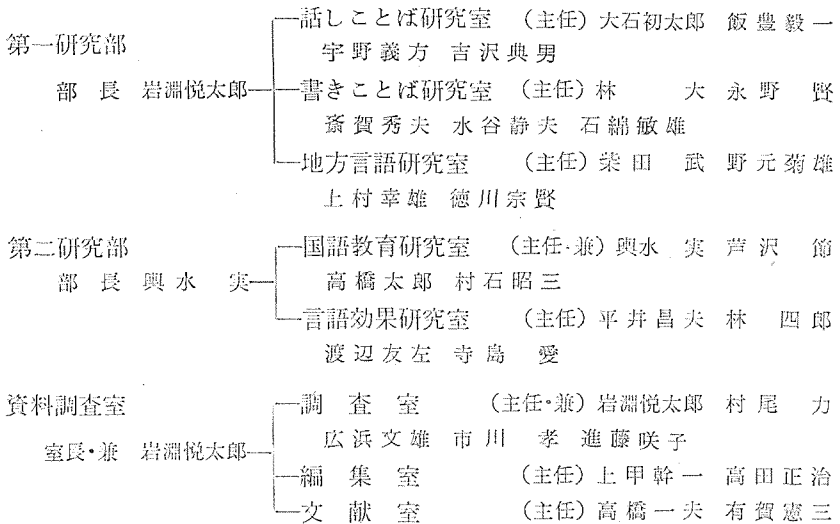 話しことば研究室 （主任）大石初太郎 飯豊毅一
第一研究部
宇野義方 吉沢典男
部長 岩淵悦太郎
書きことば研究室 （主任）林 大 永野 賢
斎賀秀夫 水谷静夫 石綿敏雄
地方言語研究室 （主任）柴田 武 野元菊雄
上村幸雄 徳川宗賢
第二研究部
国語教育研究室 （主任・兼）輿水 実 芦沢 節
部長 輿水 実
高橋太郎 村石昭三
言語効果研究室 （主任）平井昌夫 林 四郎
渡辺友左 寺島 愛
資料調査室
調査室 （主任・兼）岩淵悦太郎 村尾 力
広浜文雄 市川 孝 進藤咲子
室長・兼 岩淵悦太郎
編集室 （主任）上甲幹一 高田正治
文献室 （主任）高橋一夫 有賀憲三